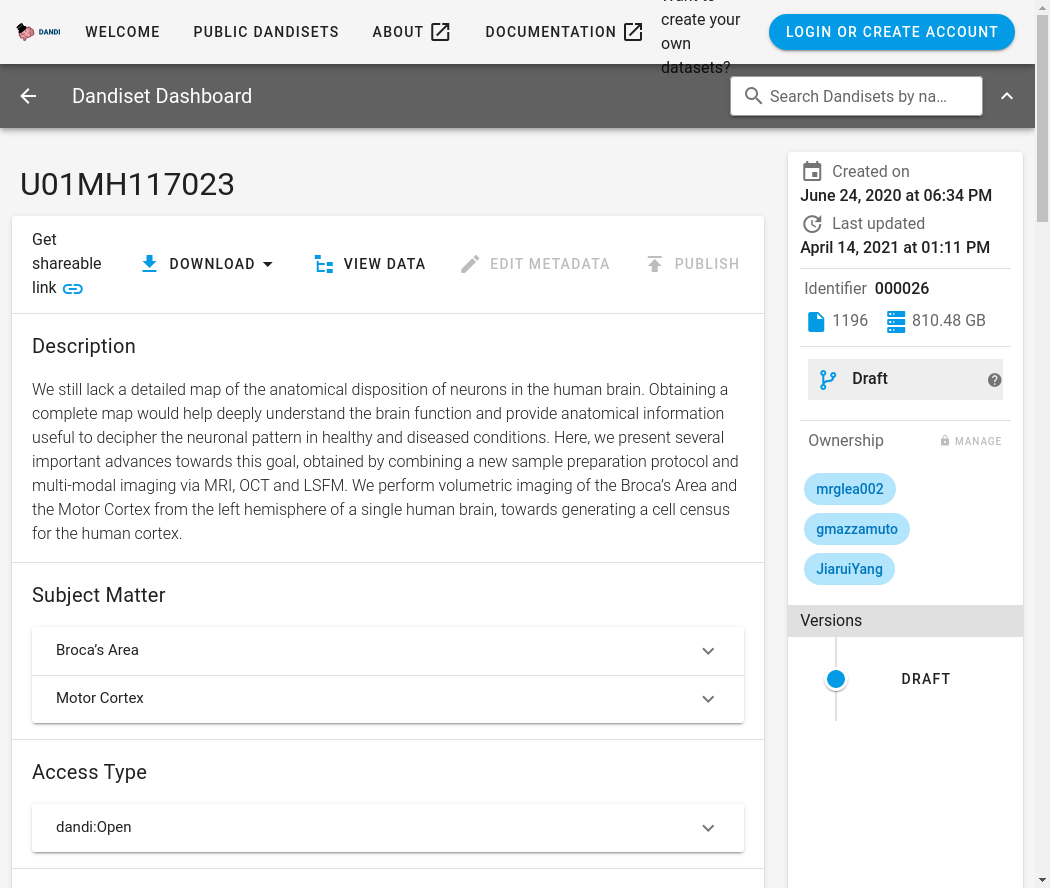 DANDI
WELCOME
PUBLIC DANDISETS
ABOUT
DOCUMENTATION
create your
own
datasets?
LOGIN OR CREATE ACCOUNT
Dandiset Dashboard
Search Dandisets by na…
U01MH117023
Get
shareable
link
DOWNLOAD
VIEW DATA
EDIT METADATA
PUBLISH
Description
We still lack a detailed map of the anatomical disposition of neurons in the human brain. Obtaining a
complete map would help deeply understand the brain function and provide anatomical information
useful to decipher the neuronal pattern in healthy and diseased conditions. Here, we present several
important advances towards this goal, obtained by combining a new sample preparation protocol and
multi-modal imaging via MRI, OCT and LSFM. We perform volumetric imaging of the Broca’s Area and
the Motor Cortex from the left hemisphere of a single human brain, towards generating a cell census
for the human cortex.
Subject Matter
Broca’s Area
Motor Cortex
Access Type
dandi:Open
Created on
June 24, 2020 at 06:34 PM
Last updated
April 14, 2021 at 01:11 PM
Identifier 000026
1196 810.48 GB
Draft
?
Ownership
MANAGE
mrglea002
gmazzamuto
JiaruiYang
Versions
DRAFT